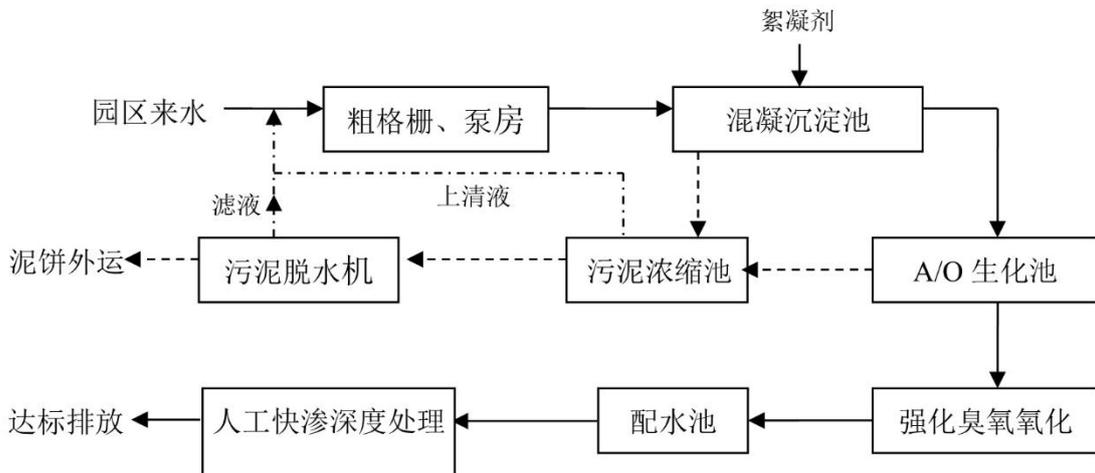 絮凝剂
园区来水
粗格栅、泵房
混凝沉淀池
滤液
上清液
泥饼外运
污泥脱水机
污泥浓缩池
A/O 生化池
达标排放
人工快渗深度处理
配水池
强化臭氧氧化